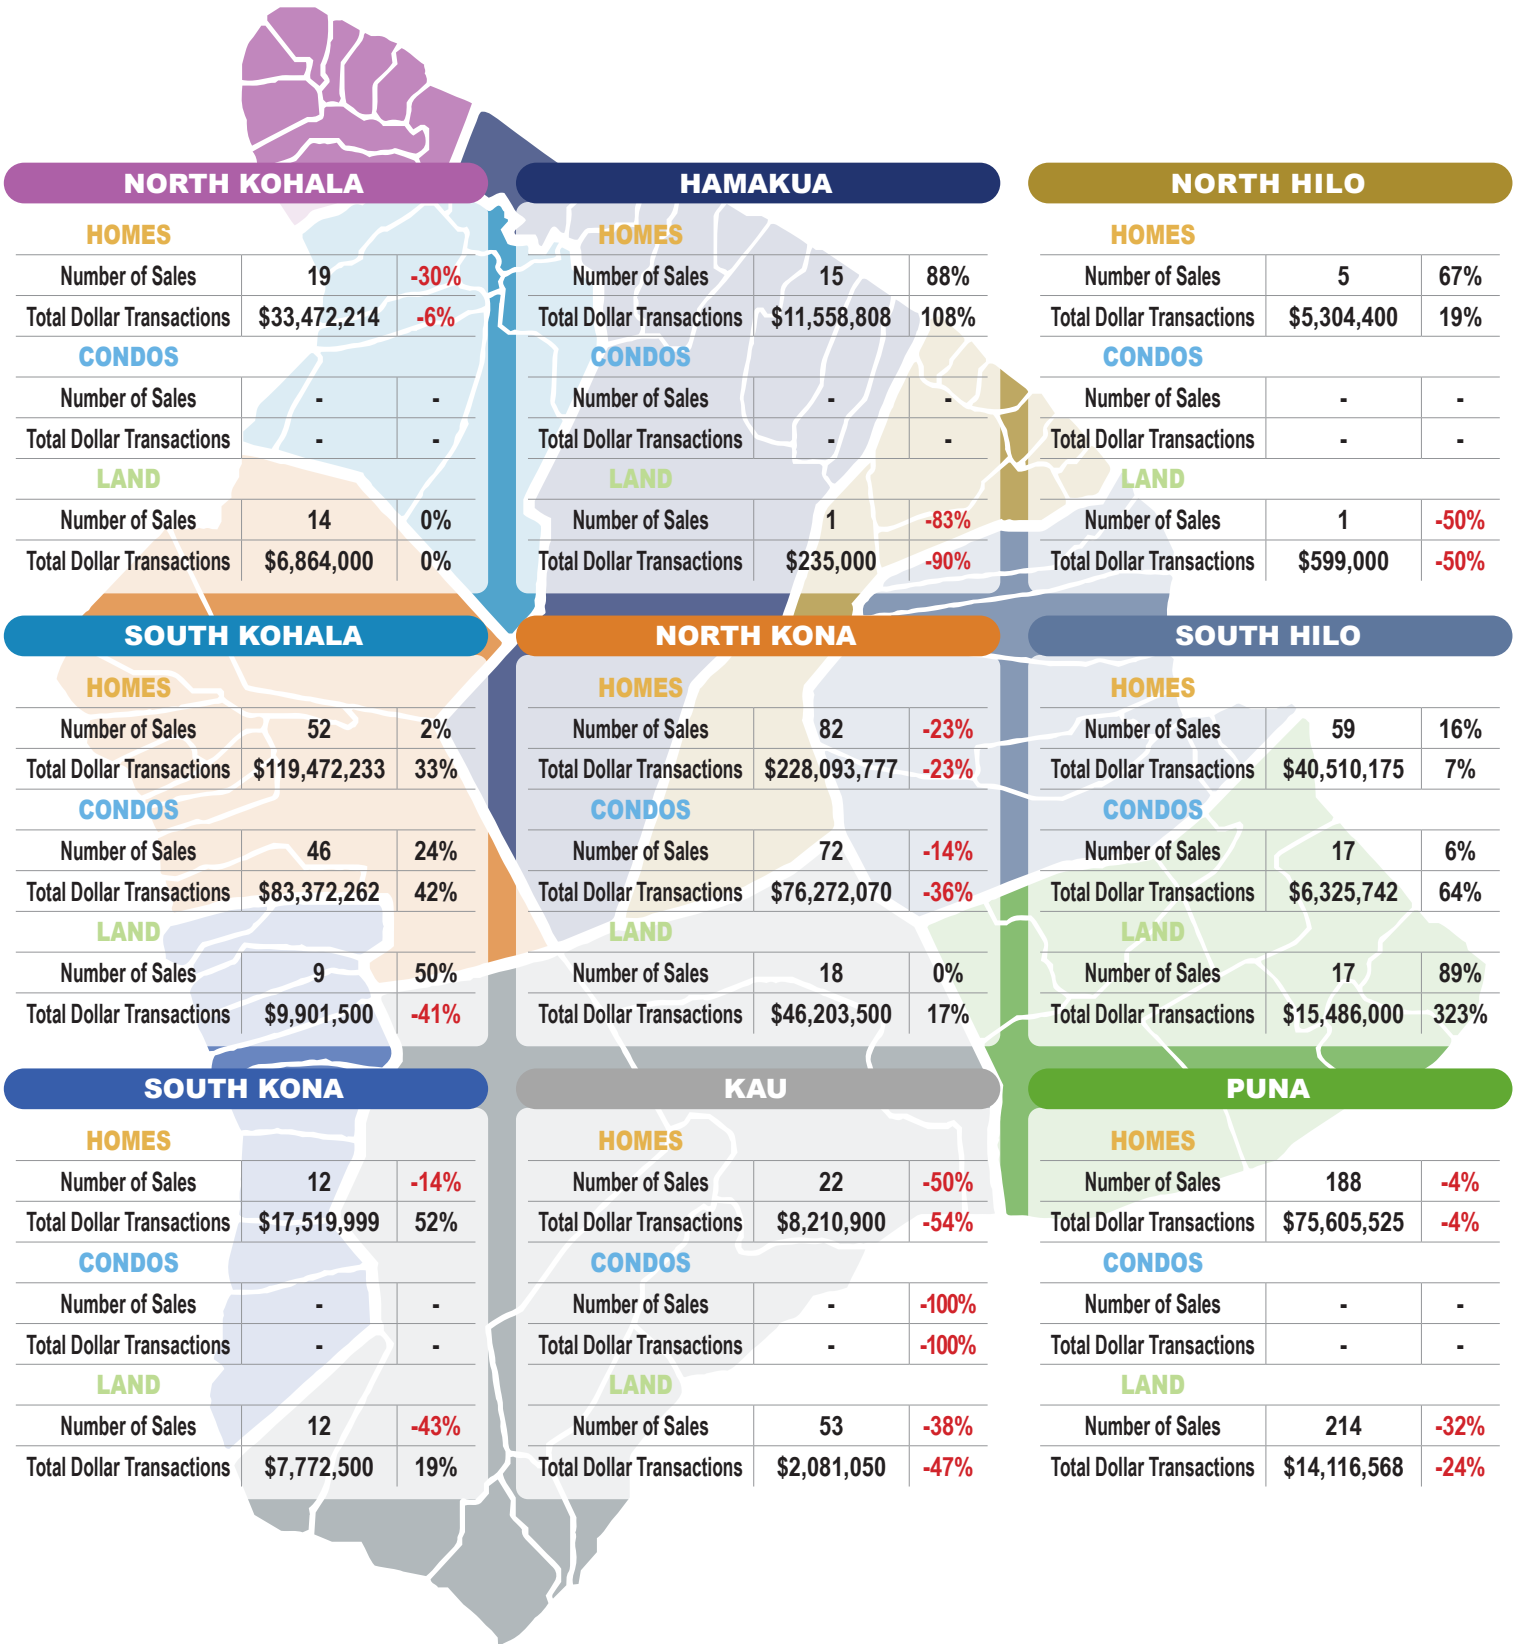 NORTH KOHALA
HOMES
Number of Sales 19 -30%
Total Dollar Transactions $33,472,214 -6%
CONDOS
Number of Sales - -
Total Dollar Transactions - -
LAND
Number of Sales 14 0%
Total Dollar Transactions $6,864,000 0%
HAMAKUA
HOMES
Number of Sales 15 88%
Total Dollar Transactions $11,558,808 108%
CONDOS
Number of Sales - -
Total Dollar Transactions - -
LAND
Number of Sales 1 -83%
Total Dollar Transactions $235,000 -90%
NORTH HILO
HOMES
Number of Sales 5 67%
Total Dollar Transactions $5,304,400 19%
CONDOS
Number of Sales - -
Total Dollar Transactions - -
LAND
Number of Sales 1 -50%
Total Dollar Transactions $599,000 -50%
SOUTH KOHALA
HOMES
Number of Sales 52 2%
Total Dollar Transactions $119,472,233 33%
CONDOS
Number of Sales 46 24%
Total Dollar Transactions $83,372,262 42%
LAND
Number of Sales 9 50%
Total Dollar Transactions $9,901,500 -41%
NORTH KONA
HOMES
Number of Sales 82 -23%
Total Dollar Transactions $228,093,777 -23%
CONDOS
Number of Sales 72 -14%
Total Dollar Transactions $76,272,070 -36%
LAND
Number of Sales 18 0%
Total Dollar Transactions $46,203,500 17%
SOUTH HILO
HOMES
Number of Sales 59 16%
Total Dollar Transactions $40,510,175 7%
CONDOS
Number of Sales 17 6%
Total Dollar Transactions $6,325,742 64%
LAND
Number of Sales 17 89%
Total Dollar Transactions $15,486,000 323%
SOUTH KONA
HOMES
Number of Sales 12 -14%
Total Dollar Transactions $17,519,999 52%
CONDOS
Number of Sales - -
Total Dollar Transactions - -
LAND
Number of Sales 12 -43%
Total Dollar Transactions $7,772,500 19%
KAU
HOMES
Number of Sales 22 -50%
Total Dollar Transactions $8,210,900 -54%
CONDOS
Number of Sales - -100%
Total Dollar Transactions - -100%
LAND
Number of Sales 53 -38%
Total Dollar Transactions $2,081,050 -47%
PUNA
HOMES
Number of Sales 188 -4%
Total Dollar Transactions $75,605,525 -4%
CONDOS
Number of Sales - -
Total Dollar Transactions - -
LAND
Number of Sales 214 -32%
Total Dollar Transactions $14,116,568 -24%